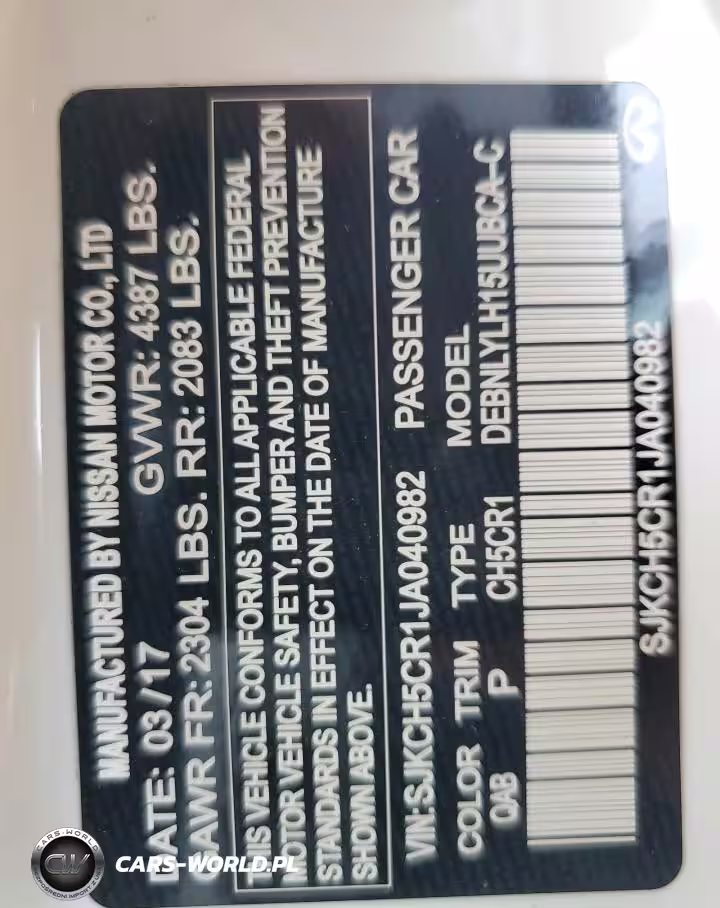 MANUFACTURED BY NISSAN MOTOR CO., LTD
DATE: 03/17 GVWR: 4387 LBS.
GAWR FR: 2304 LBS. RR: 2083 LBS.
THIS VEHICLE CONFORMS TO ALL APPLICABLE FEDERAL
MOTOR VEHICLE SAFETY, BUMPER AND THEFT PREVENTION
STANDARDS IN EFFECT ON THE DATE OF MANUFACTURE
SHOWN ABOVE.
VIN: SJKCH5CR1JA040982 PASSENGER CAR
COLOR TRIM TYPE MODEL
QAB P CH5CR1 DEBNLYLH15UUBCA-C
SJKCH5CR1JA040982
CARS-WORLD
CW
CARS-WORLD.PL